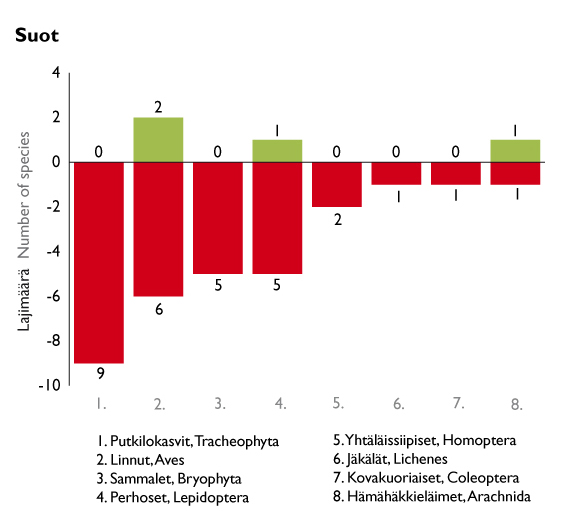 Suot
4
2
0
-2
-4
-6
-8
-10
Lajimäärä Number of species
0 2 0 1 0 0 0 1
9 6 5 5 2 1 1 1
1. 2. 3. 4. 5. 6. 7. 8.
1. Putkilokasvit, Tracheophyta
2. Linnut, Aves
3. Sammalet, Bryophyta
4. Perhoset, Lepidoptera
5. Yhtäläissiipiset, Homoptera
6. Jäkälät, Lichenes
7. Kovakuoriaiset, Coleoptera
8. Hämähäkkieläimet, Arachnida